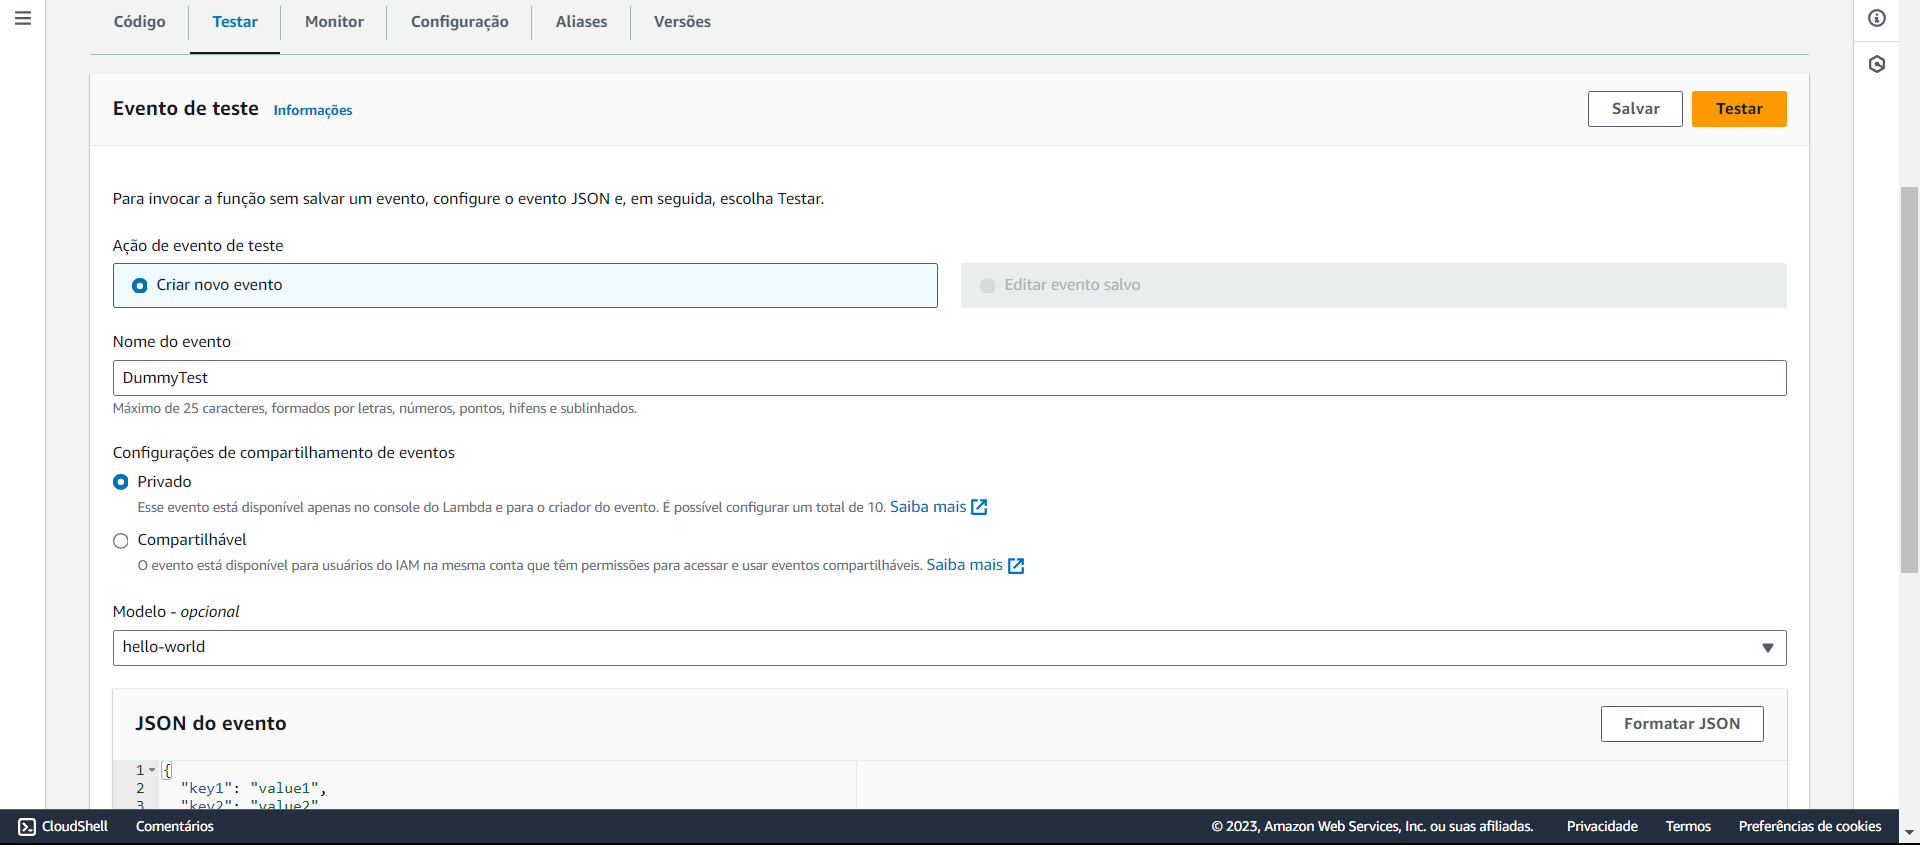 Código
Testar
Monitor
Configuração
Aliases
Versões
Evento de teste Informações
Salvar
Testar
Para invocar a função sem salvar um evento, configure o evento JSON e, em seguida, escolha Testar.
Ação de evento de teste
Criar novo evento
Editar evento salvo
Nome do evento
DummyTest
Máximo de 25 caracteres, formados por letras, números, pontos, hifens e sublinhados.
Configurações de compartilhamento de eventos
Privado
Esse evento está disponível apenas no console do Lambda e para o criador do evento. É possível configurar um total de 10. Saiba mais
Compartilhável
O evento está disponível para usuários do IAM na mesma conta que têm permissões para acessar e usar eventos compartilháveis. Saiba mais
Modelo - opcional
hello-world
JSON do evento
Formatar JSON
1 {
2 "key1": "value1",
3 "key2": "value2"
CloudShell
Comentários
© 2023, Amazon Web Services, Inc. ou suas afiliadas.
Privacidade
Termos
Preferências de cookies